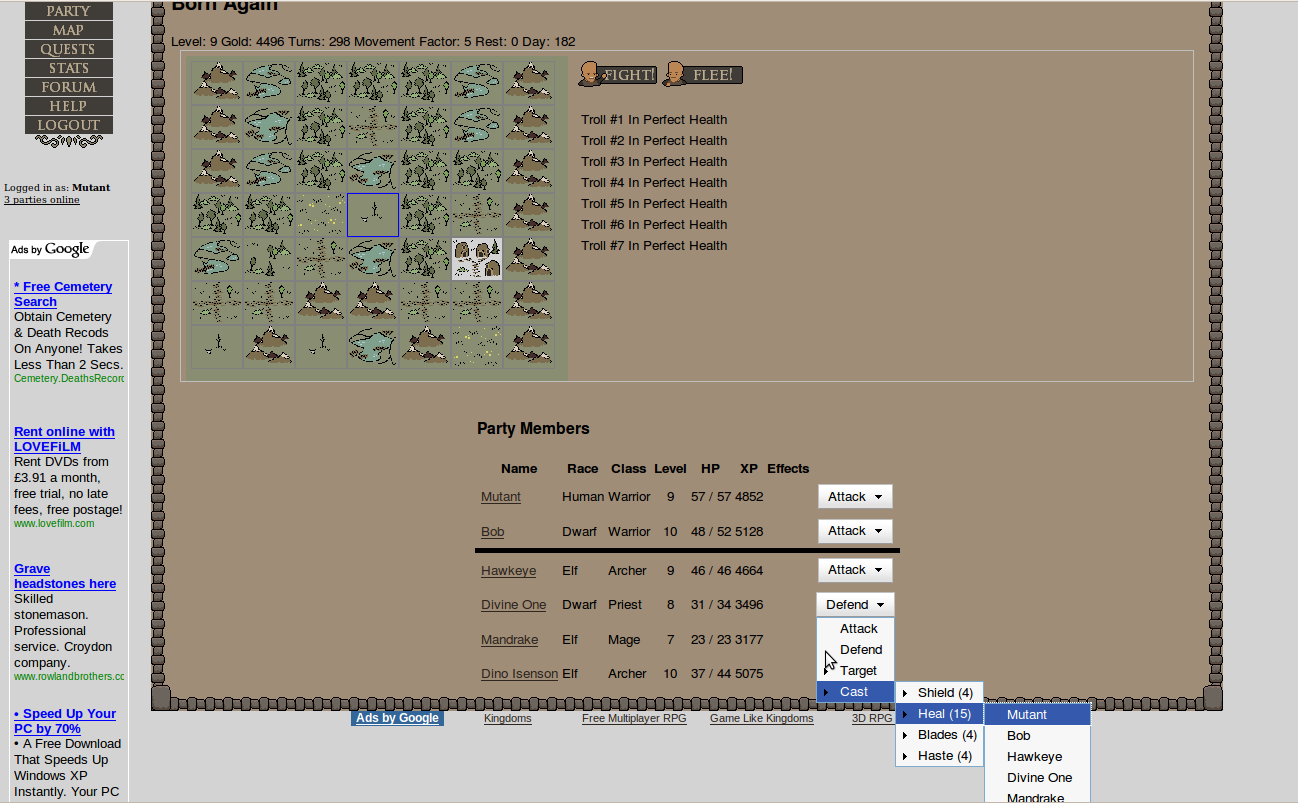 PARTY
MAP
QUESTS
STATS
FORUM
HELP
LOGOUT
Logged in as: Mutant
3 parties online
Ads by Google
* Free Cemetery
Search
Obtain Cemetery
& Death Recods
On Anyone! Takes
Less Than 2 Secs.
Cemetery.DeathsRecord
Rent online with
LOVEFiLM
Rent DVDs from
£3.91 a month,
free trial, no late
fees, free postage!
www.lovefilm.com
Grave
headstones here
Skilled
stonemason.
Professional
service. Croydon
company.
www.rowlandbrothers.cc
• Speed Up Your
PC by 70%
• A Free Download
That Speeds Up
Windows XP
Instantly. Your PC
Born Again
Level: 9 Gold: 4496 Turns: 298 Movement Factor: 5 Rest: 0 Day: 182
FIGHT! FLEE!
Troll #1 In Perfect Health
Troll #2 In Perfect Health
Troll #3 In Perfect Health
Troll #4 In Perfect Health
Troll #5 In Perfect Health
Troll #6 In Perfect Health
Troll #7 In Perfect Health
Party Members
Name Race Class Level HP XP Effects
Mutant Human Warrior 9 57 / 57 4852 Attack
Bob Dwarf Warrior 10 48 / 52 5128 Attack
Hawkeye Elf Archer 9 46 / 46 4664 Attack
Divine One Dwarf Priest 8 31 / 34 3496 Defend
Mandrake Elf Mage 7 23 / 23 3177
Dino Isenson Elf Archer 10 37 / 44 5075
Attack
Defend
Target
Cast
Shield (4)
Heal (15)
Blades (4)
Haste (4)
Mutant
Bob
Hawkeye
Divine One
Mandrake
Ads by Google Kingdoms Free Multiplayer RPG Game Like Kingdoms 3D RPG